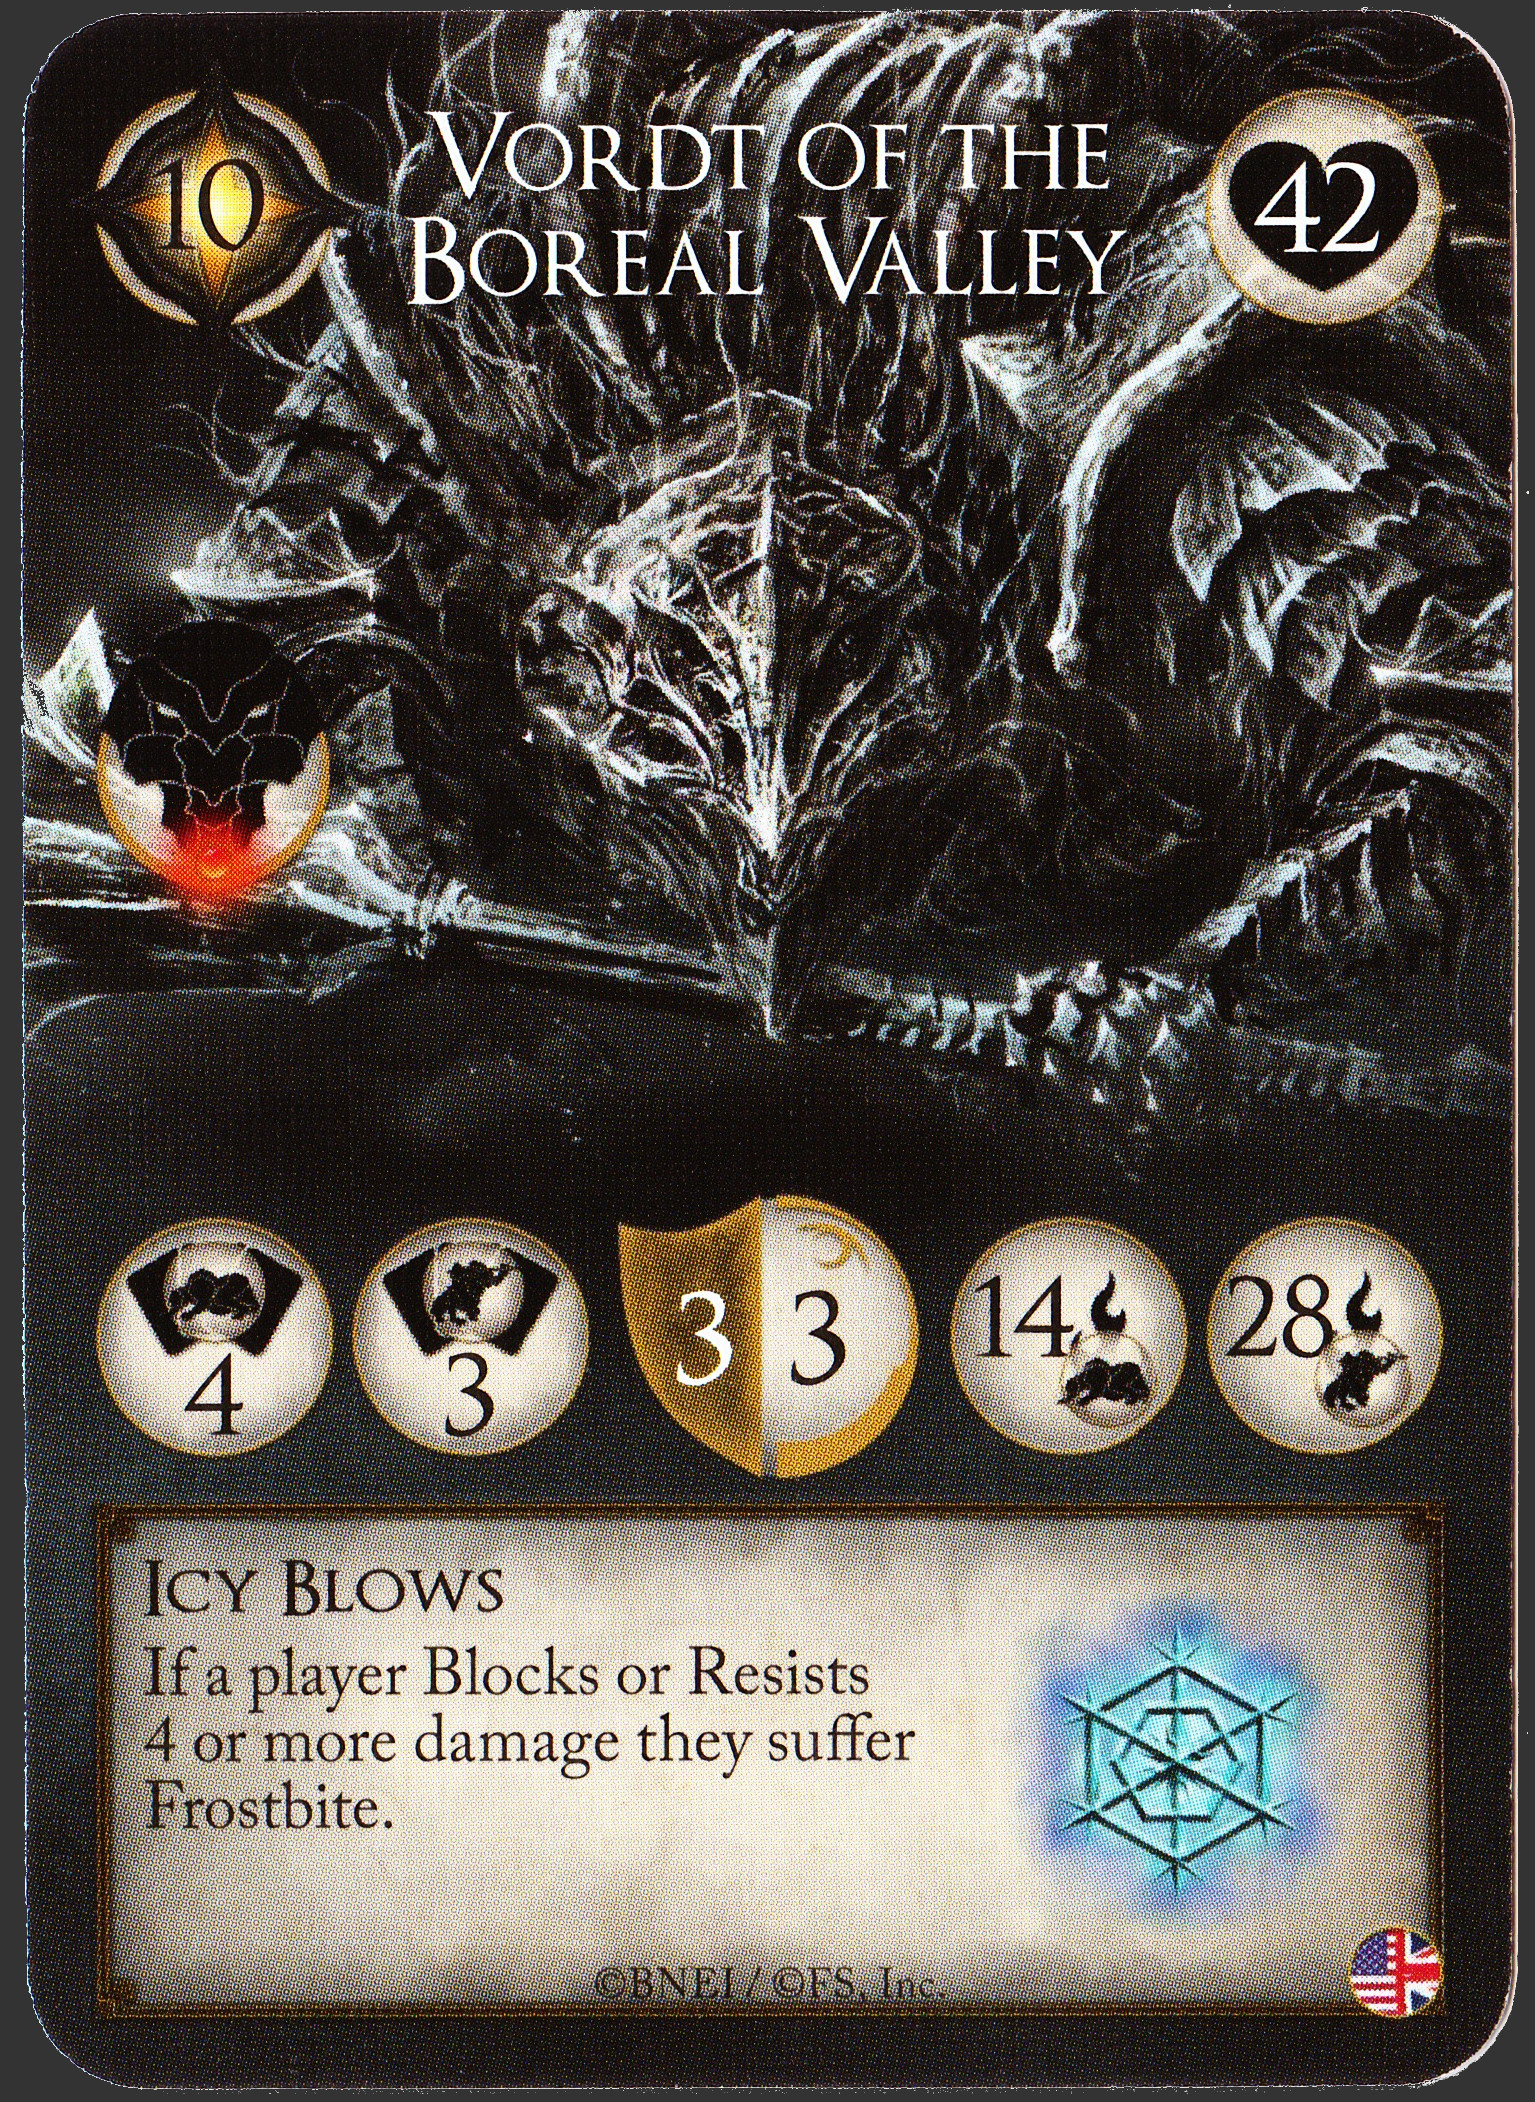 10
VORDT OF THE
BOREAL VALLEY
42
4
3
3
3
14
28
ICY BLOWS
If a player Blocks or Resists
4 or more damage they suffer
Frostbite.
©BNEI / ©FS, Inc.